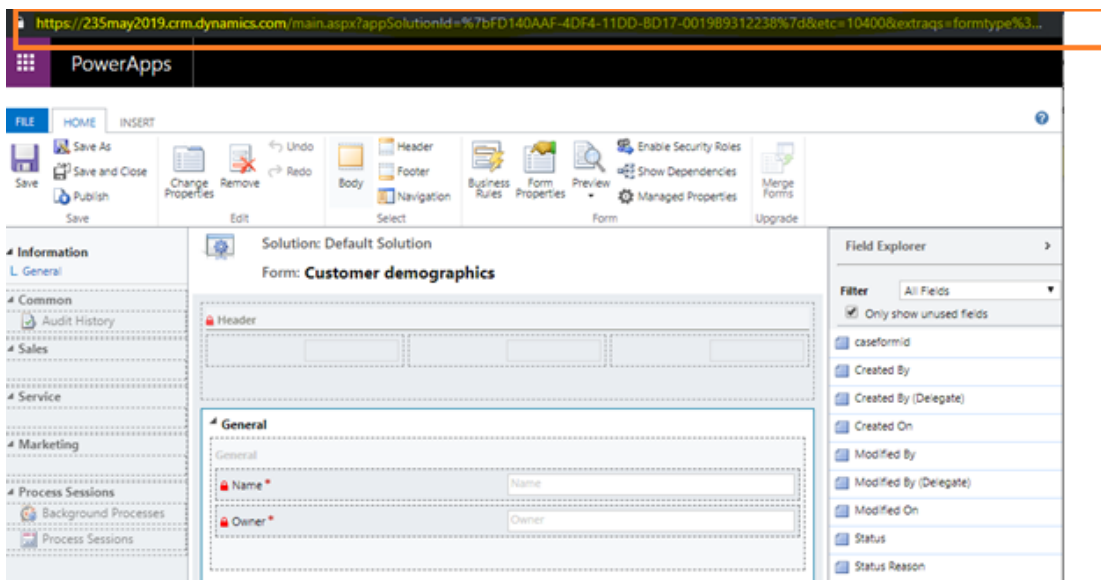 https://235may2019.crm.dynamics.com/main.aspx?appSolutionId=%7bFD140AAF-4DF4-11DD-BD17-0019B9312238%7d&etc=10400&extraqs=formtype%3...
PowerApps
FILE HOME INSERT
Save
Save As
Save and Close
Publish
Save
Change Properties
Remove
Undo
Redo
Edit
Body
Header
Footer
Navigation
Select
Business Rules
Form Properties
Preview
Enable Security Roles
Show Dependencies
Managed Properties
Form
Merge Forms
Upgrade
Information
General
Common
Audit History
Sales
Service
Marketing
Process Sessions
Background Processes
Process Sessions
Solution: Default Solution
Form: Customer demographics
Header
General
General
Name* Name
Owner* Owner
Field Explorer
Filter All Fields
Only show unused fields
caseformid
Created By
Created By (Delegate)
Created On
Modified By
Modified By (Delegate)
Modified On
Status
Status Reason